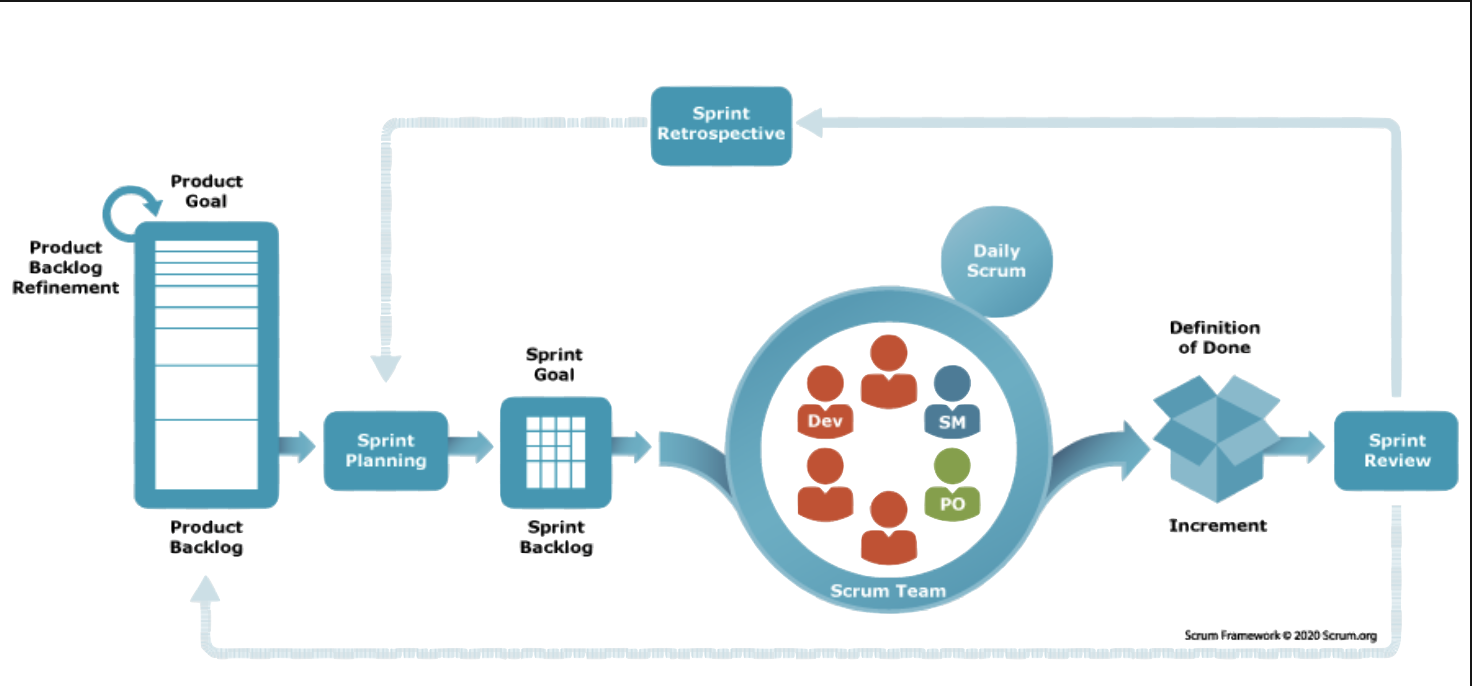 Sprint
Retrospective
Product
Goal
Product
Backlog
Refinement
Daily
Scrum
Definition
of Done
Sprint
Goal
Sprint
Planning
Dev
SM
PO
Sprint
Review
Product
Backlog
Sprint
Backlog
Increment
Scrum Team
Scrum Framework © 2020 Scrum.org